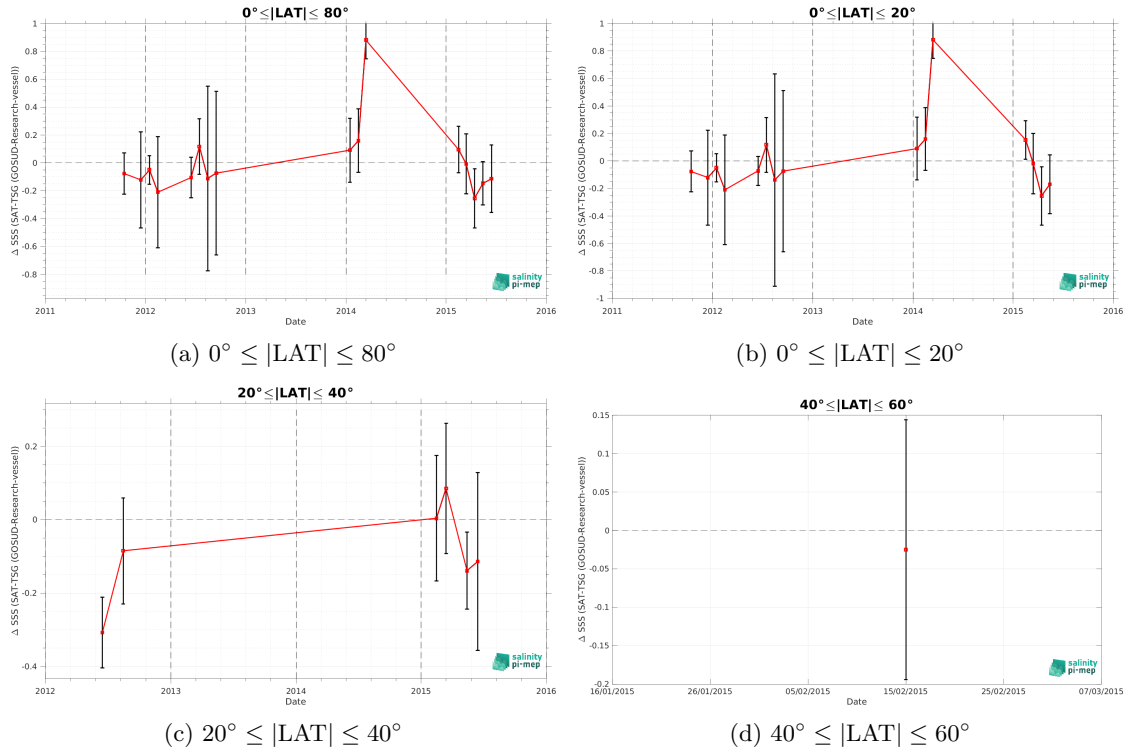 0°≤|LAT|≤ 80°
Δ SSS (SAT-TSG (GOSUD-Research-vessel))
1
0.8
0.6
0.4
0.2
0
-0.2
-0.4
-0.6
-0.8
2011 2012 2013 2014 2015 2016
Date
salinity
pi-mep
(a) 0° ≤ |LAT| ≤ 80°
0°≤|LAT|≤ 20°
Δ SSS (SAT-TSG (GOSUD-Research-vessel))
1
0.8
0.6
0.4
0.2
0
-0.2
-0.4
-0.6
-0.8
-1
2011 2012 2013 2014 2015 2016
Date
salinity
pi-mep
(b) 0° ≤ |LAT| ≤ 20°
20°≤|LAT|≤ 40°
Δ SSS (SAT-TSG (GOSUD-Research-vessel))
0.2
0
-0.2
-0.4
2012 2013 2014 2015 2016
Date
salinity
pi-mep
(c) 20° ≤ |LAT| ≤ 40°
40°≤|LAT|≤ 60°
Δ SSS (SAT-TSG (GOSUD-Research-vessel))
0.15
0.1
0.05
0
-0.05
-0.1
-0.15
-0.2
16/01/2015 26/01/2015 05/02/2015 15/02/2015 25/02/2015 07/03/2015
Date
salinity
pi-mep
(d) 40° ≤ |LAT| ≤ 60°